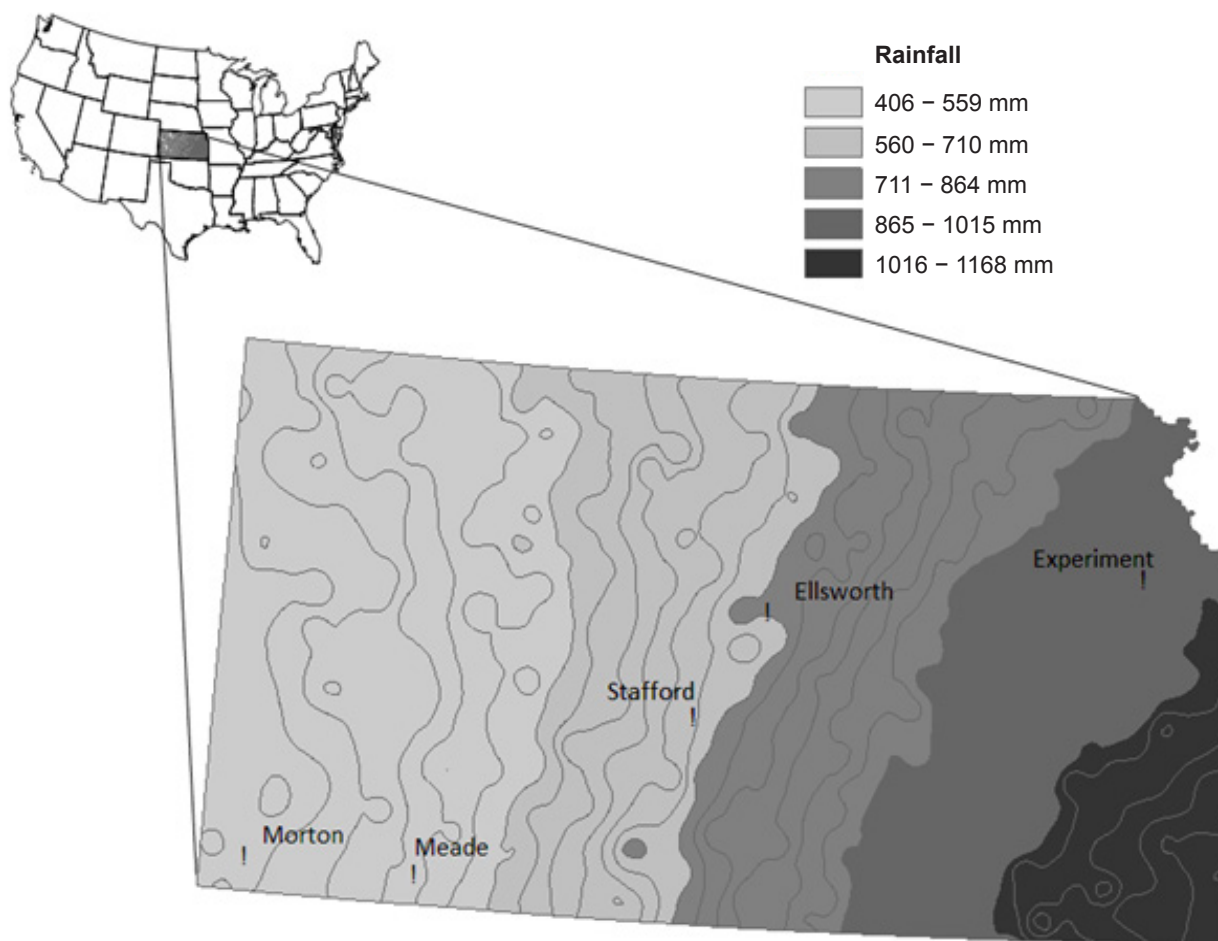 Rainfall
406 − 559 mm
560 − 710 mm
711 − 864 mm
865 − 1015 mm
1016 − 1168 mm
Experiment
!
Ellsworth
!
Stafford
!
Morton
!
Meade
!